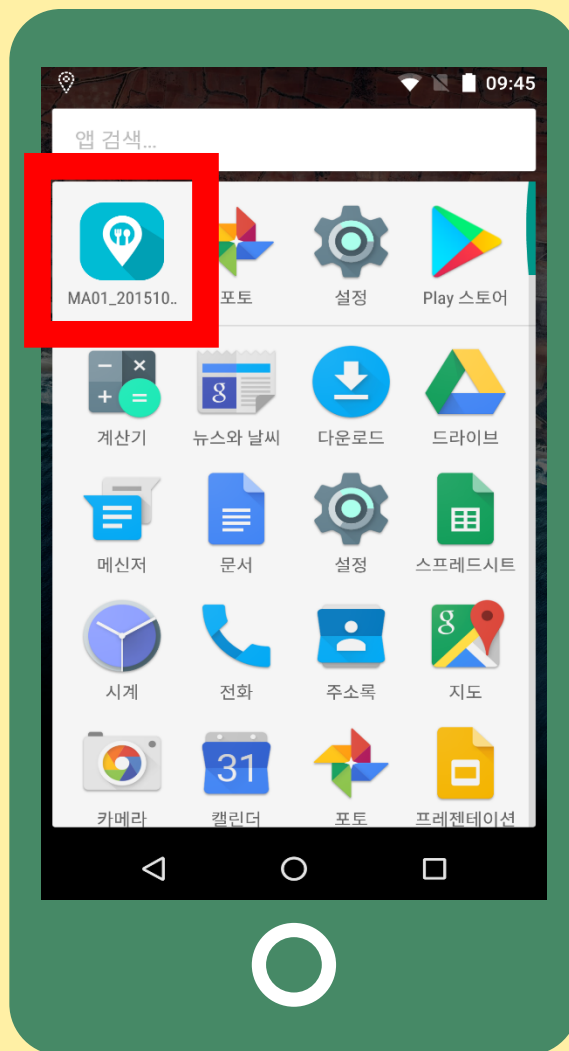 09:45
앱 검색...
MA01_201510.. 포토 설정 Play 스토어
계산기 뉴스와 날씨 다운로드 드라이브
메신저 문서 설정 스프레드시트
시계 전화 주소록 지도
31
카메라 캘린더 포토 프레젠테이션